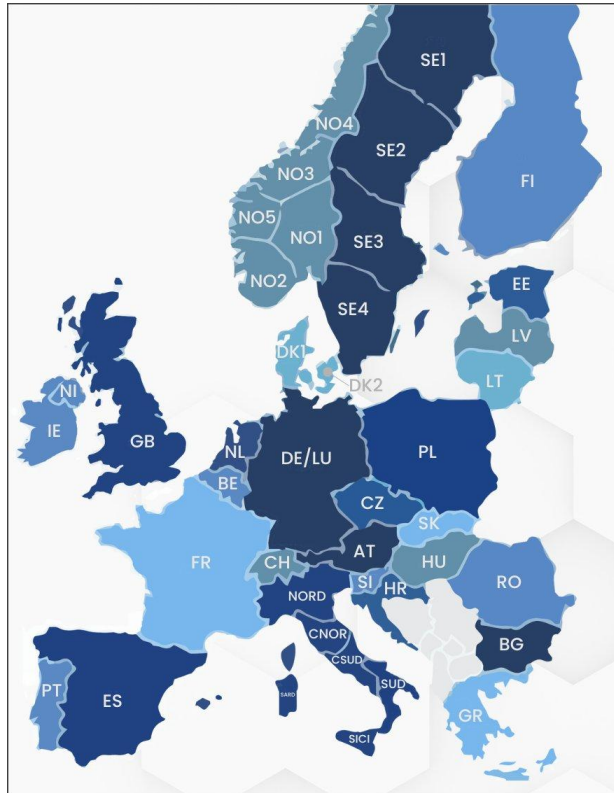 SE1
NO4
SE2
NO3
FI
NO5
NO1
SE3
NO2
EE
SE4
LV
DK1
LT
DK2
NI
IE
GB
NL
DE/LU
PL
BE
CZ
SK
AT
FR
CH
HU
SI
HR
RO
NORD
CNOR
BG
CSUD
SUD
PT
ES
SARD
GR
SICI